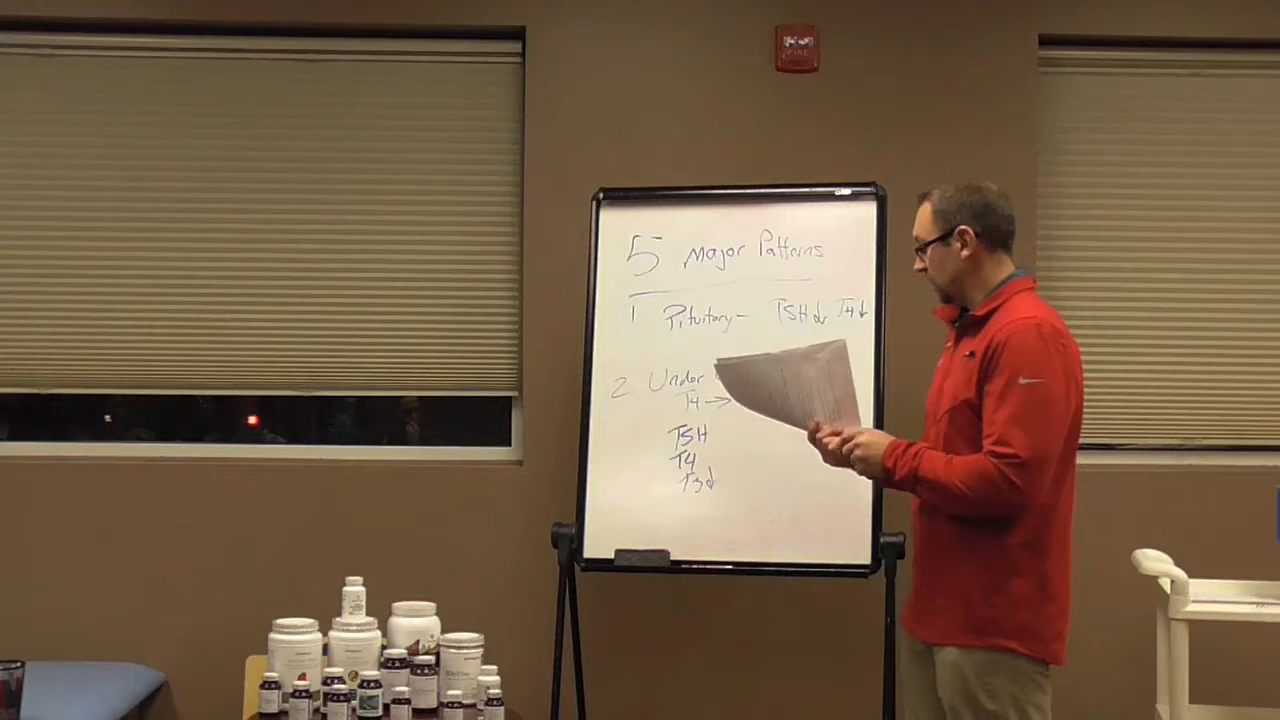 FIRE
5 Major Patterns
1 Pituitary - TSH↓ T4↓
2 Under
T4 →
TSH
T4
T3↓